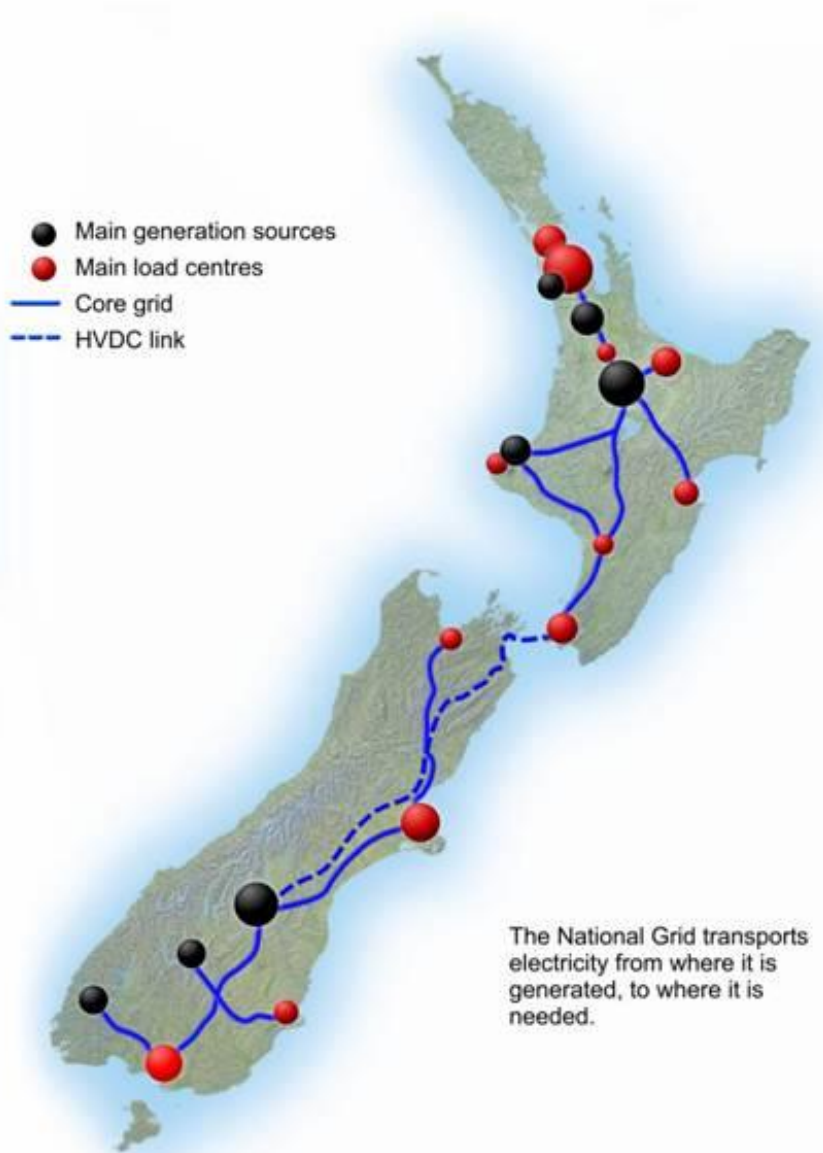 Main generation sources
Main load centres
Core grid
HVDC link
The National Grid transports
electricity from where it is
generated, to where it is
needed.